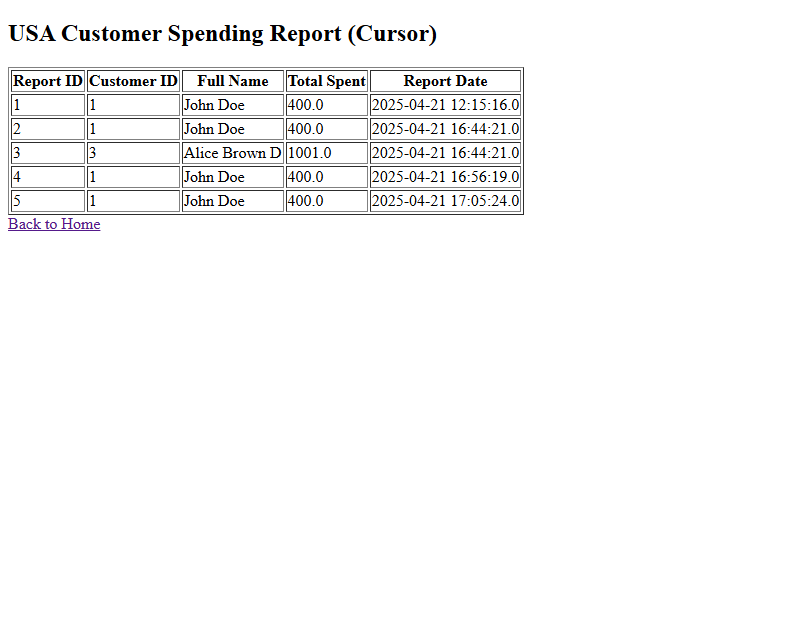 USA Customer Spending Report (Cursor)
Report ID Customer ID Full Name Total Spent Report Date
1 1 John Doe 400.0 2025-04-21 12:15:16.0
2 1 John Doe 400.0 2025-04-21 16:44:21.0
3 3 Alice Brown D 1001.0 2025-04-21 16:44:21.0
4 1 John Doe 400.0 2025-04-21 16:56:19.0
5 1 John Doe 400.0 2025-04-21 17:05:24.0
Back to Home